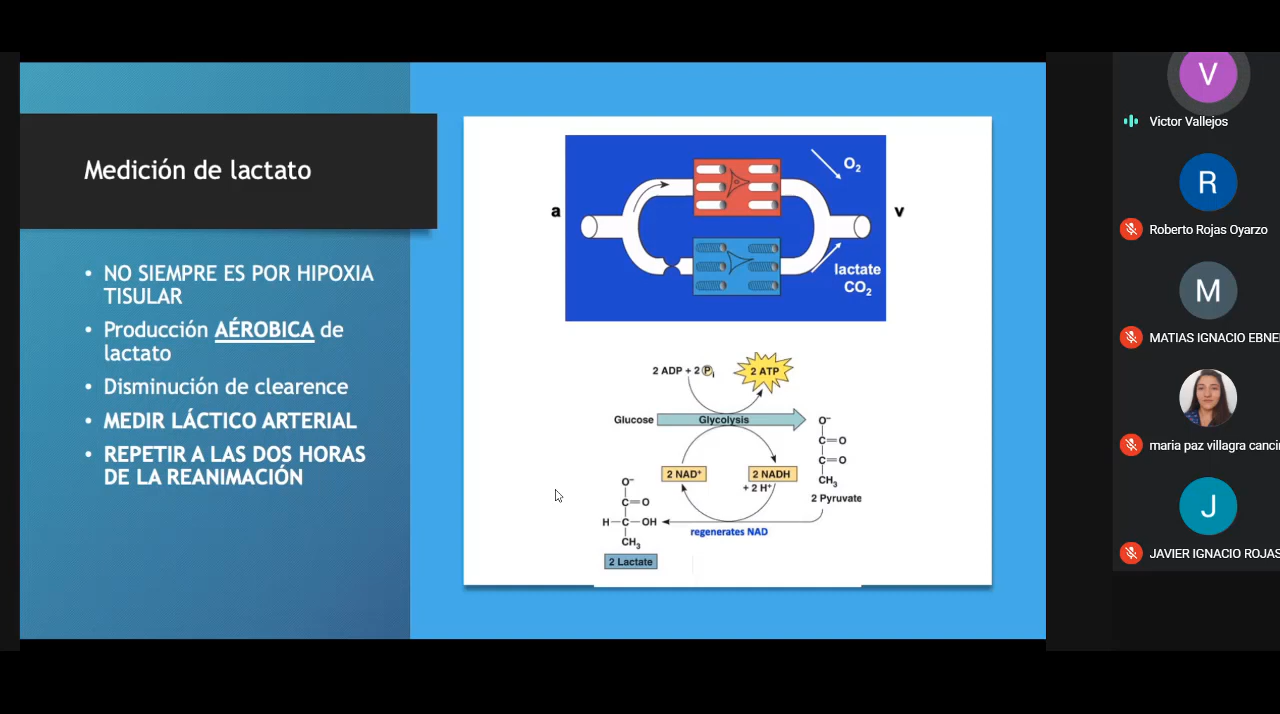 Medición de lactato
• NO SIEMPRE ES POR HIPOXIA
TISULAR
• Producción AÉROBICA de
lactato
• Disminución de clearence
• MEDIR LÁCTICO ARTERIAL
• REPETIR A LAS DOS HORAS
DE LA REANIMACIÓN
a
v
O2
lactate
CO2
2 ADP + 2 Pi
2 ATP
Glucose
Glycolysis
2 NAD+
2 NADH
+ 2 H+
O−
C=O
C=O
CH3
2 Pyruvate
regenerates NAD
O−
C=O
H−C−OH
CH3
2 Lactate
V
Victor Vallejos
R
Roberto Rojas Oyarzo
M
MATIAS IGNACIO EBNE
maria paz villagra canci
J
JAVIER IGNACIO ROJAS